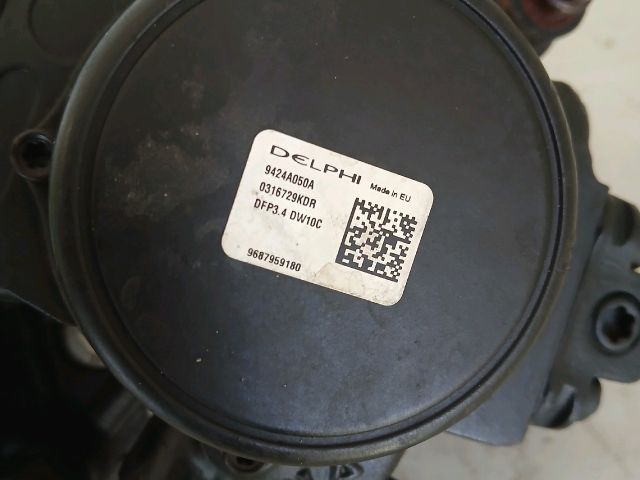 DELPHI
9424A050A Made in EU
0316729KDR
DFP3.4 DW10C
9687959180